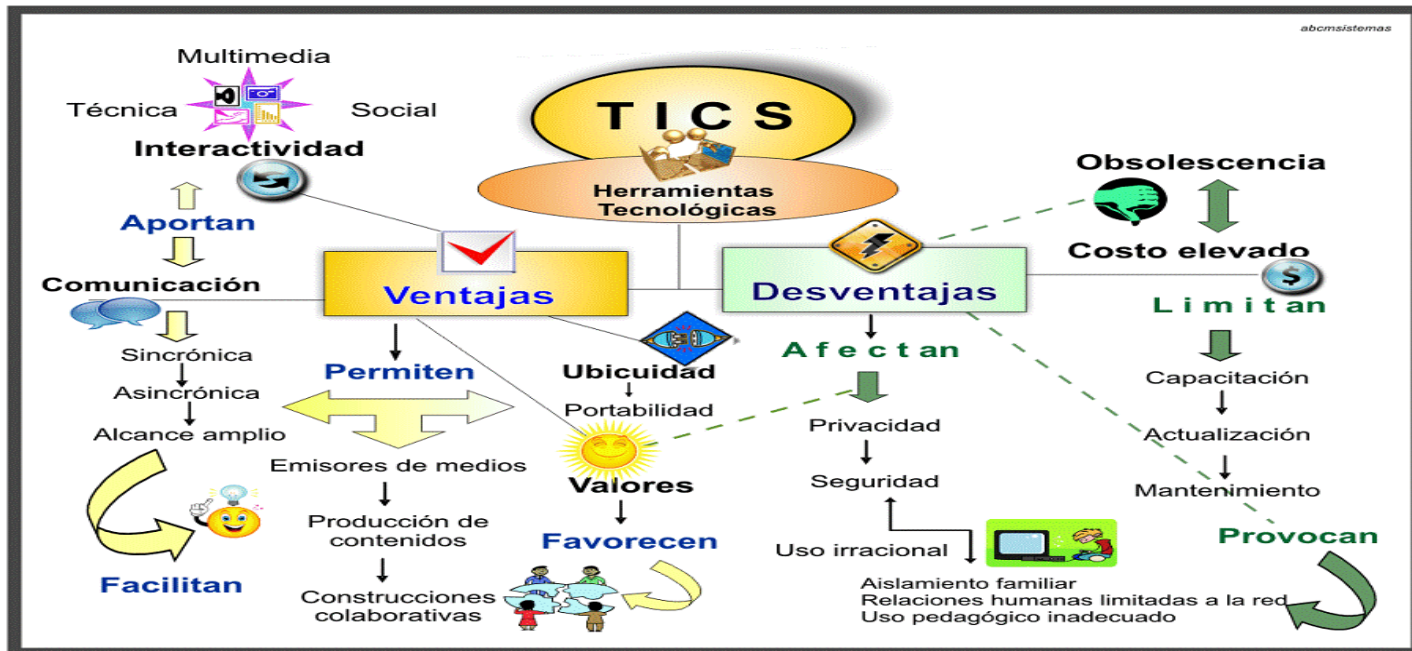 abcmsistemas
Multimedia
Técnica
Social
Interactividad
Aportan
Comunicación
Sincrónica
Asincrónica
Alcance amplio
Facilitan
T I C S
Herramientas
Tecnológicas
Ventajas
Permiten
Emisores de medios
Producción de
contenidos
Construcciones
colaborativas
Ubicuidad
Portabilidad
Valores
Favorecen
Desventajas
Afectan
Privacidad
Seguridad
Uso irracional
Aislamiento familiar
Relaciones humanas limitadas a la red
Uso pedagógico inadecuado
Obsolescencia
Costo elevado
$
Limitan
Capacitación
Actualización
Mantenimiento
Provocan